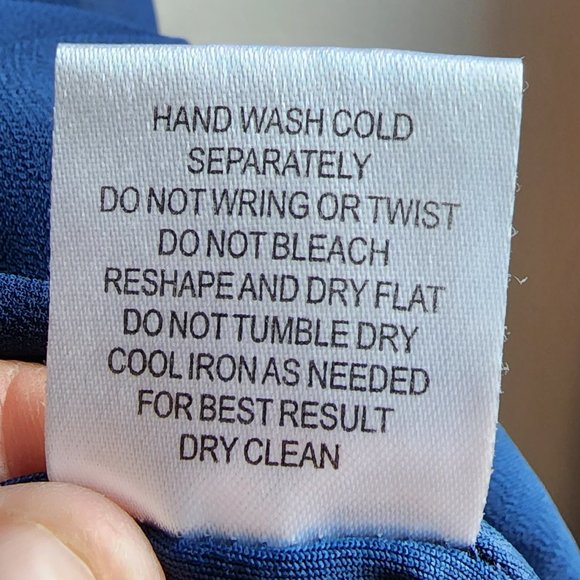 HAND WASH COLD
SEPARATELY
DO NOT WRING OR TWIST
DO NOT BLEACH
RESHAPE AND DRY FLAT
DO NOT TUMBLE DRY
COOL IRON AS NEEDED
FOR BEST RESULT
DRY CLEAN